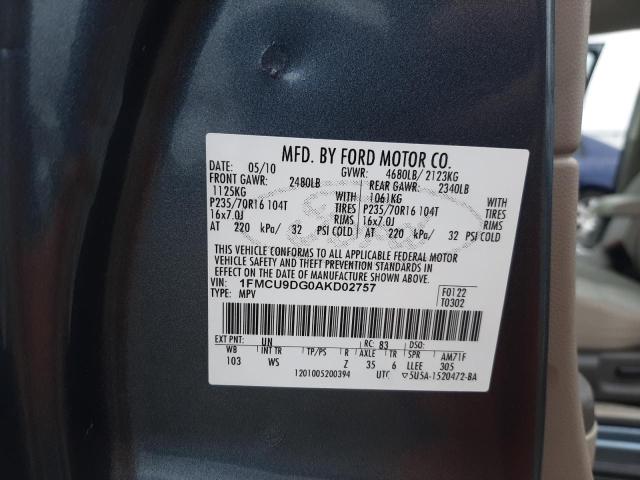 MFD. BY FORD MOTOR CO.
DATE: 05/10 GVWR: 4680LB/ 2123KG
FRONT GAWR: 2480LB REAR GAWR: 2340LB
1125KG WITH 1061KG WITH
P235/70R16 104T TIRES P235/70R16 104T TIRES
16x7.0J RIMS 16x7.0J RIMS
AT 220 kPa/ 32 PSI COLD AT 220 kPa/ 32 PSI COLD
THIS VEHICLE CONFORMS TO ALL APPLICABLE FEDERAL MOTOR
VEHICLE SAFETY AND THEFT PREVENTION STANDARDS IN
EFFECT ON THE DATE OF MANUFACTURE SHOWN ABOVE.
VIN: 1FMCU9DG0AKD02757 F0122
TYPE: MPV T0302
EXT PNT: UN RC: 83 DSO:
WB INT TR TP/PS R AXLE TR SPR AM71F
103 WS Z 35 6 LLEE 305
1201005200394 UTC ▽5U5A-1520472-BA